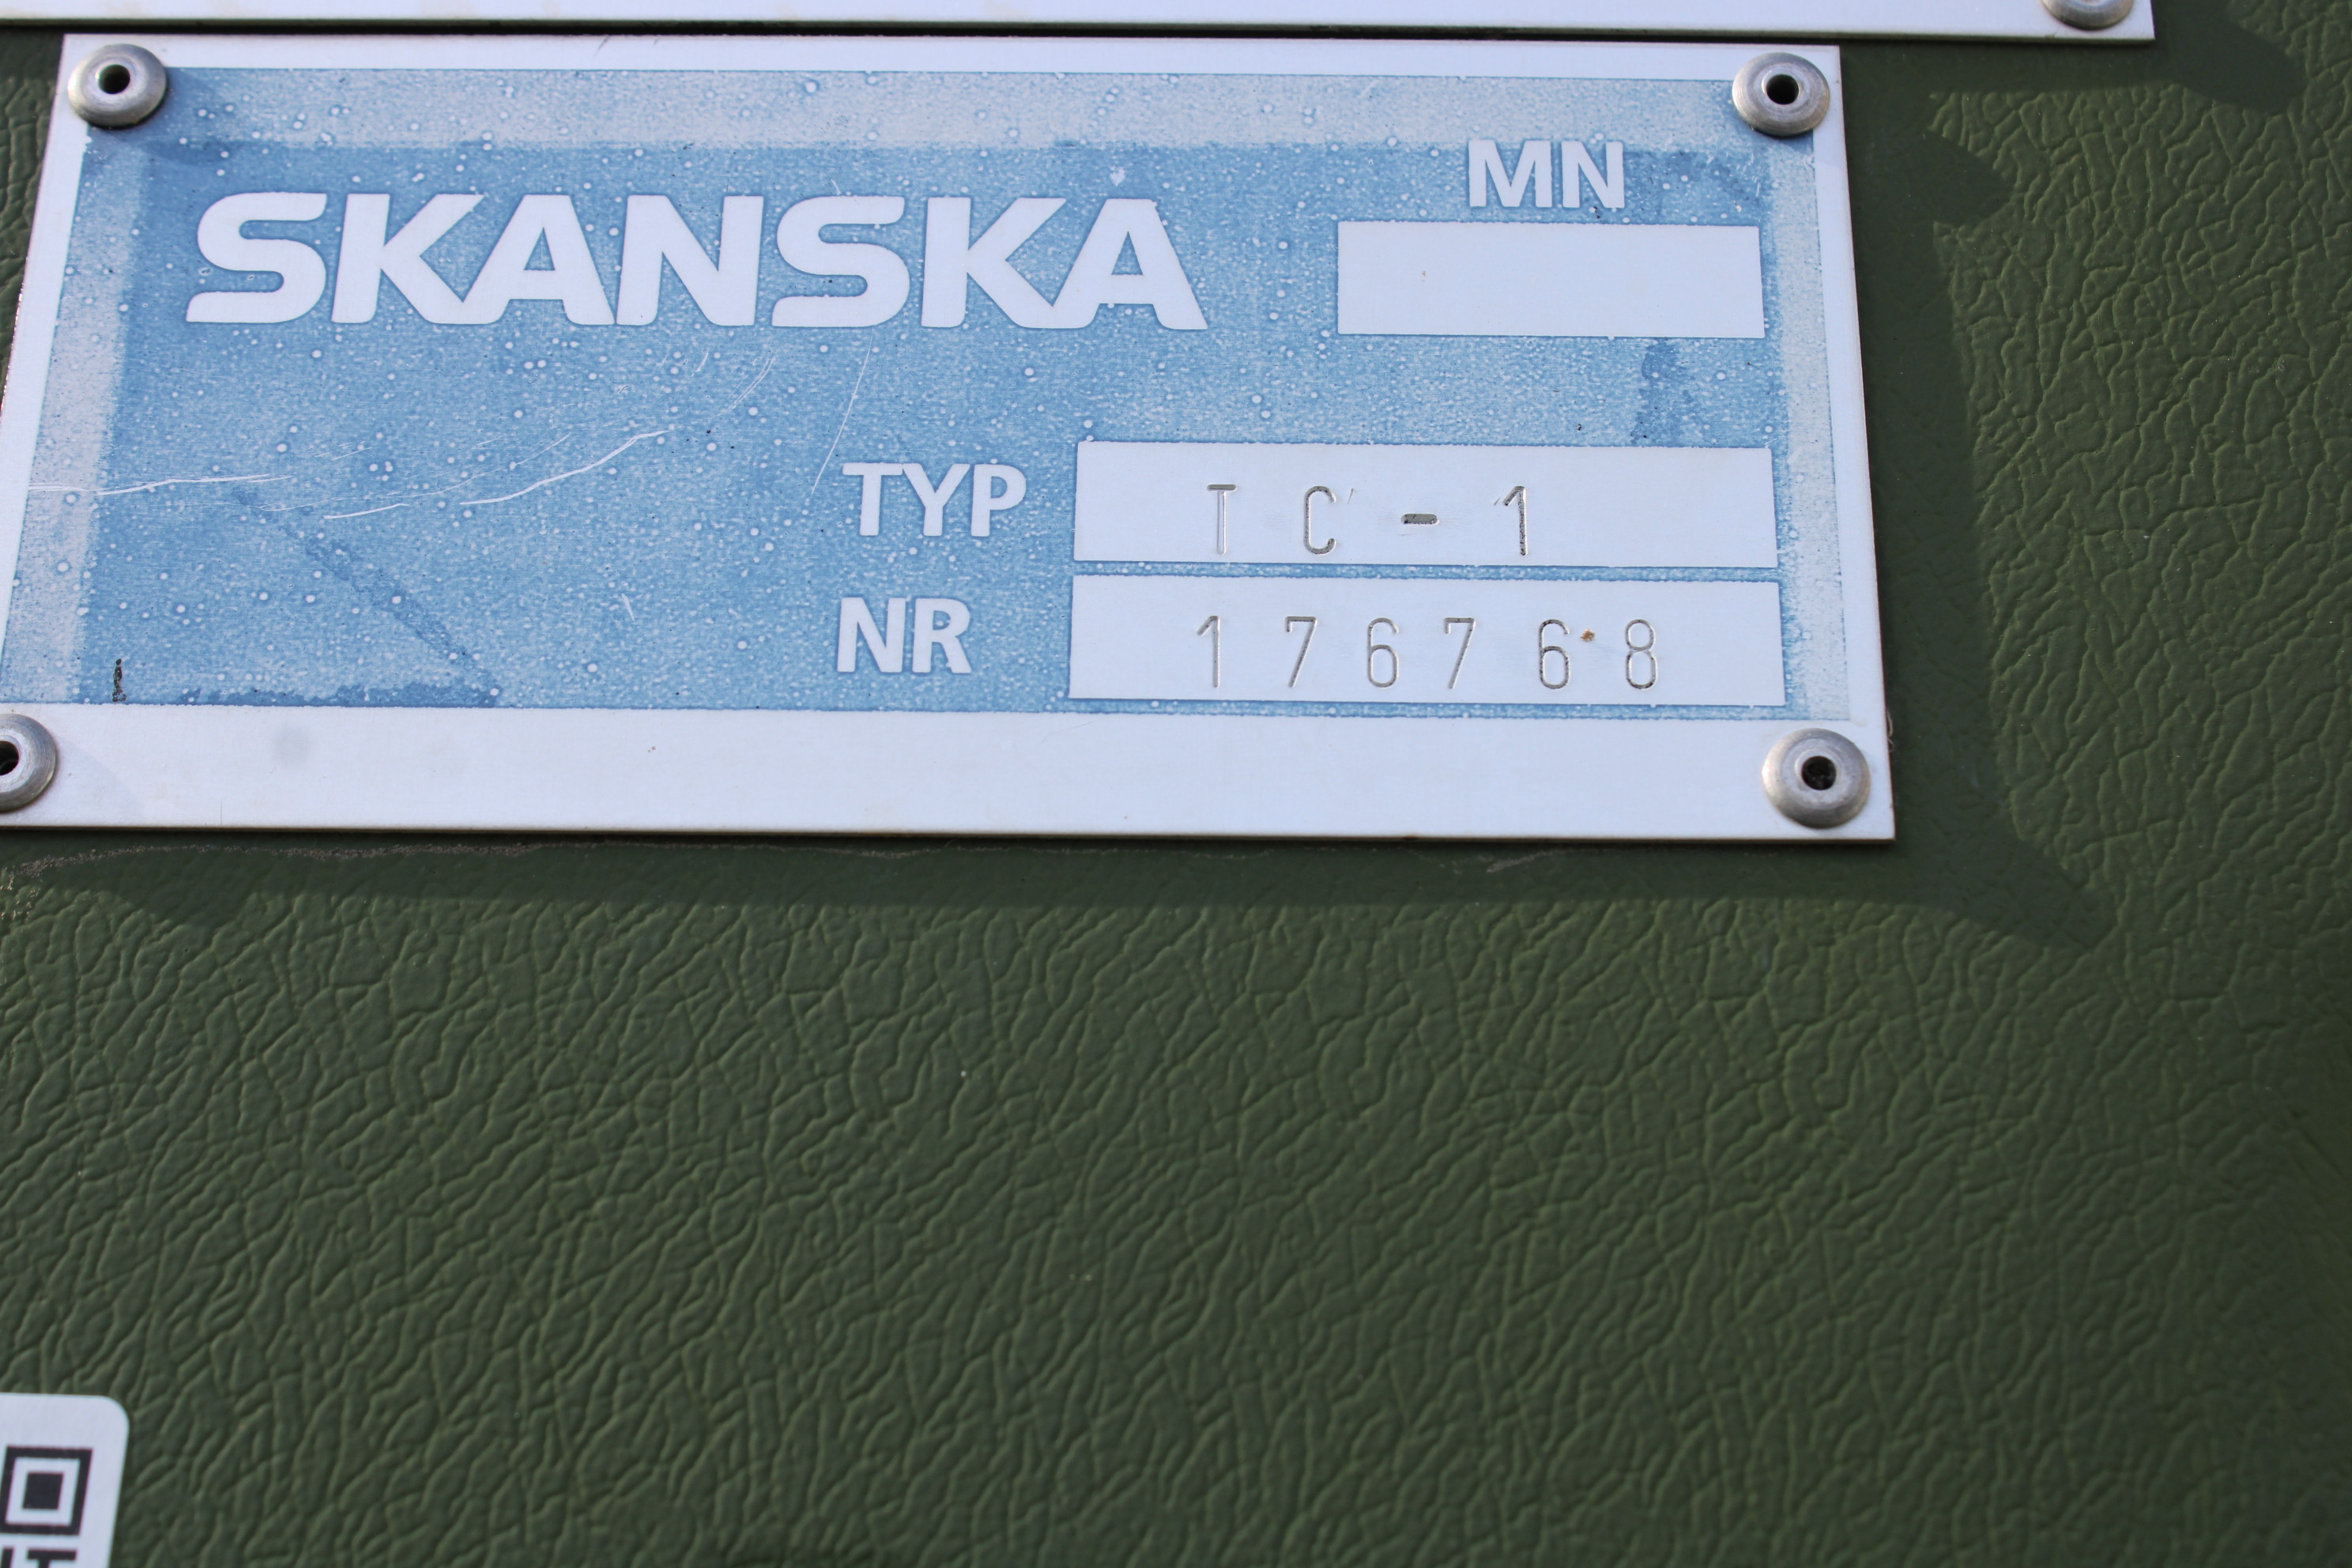 SKANSKA
MN
TYP TC-1
NR 176768